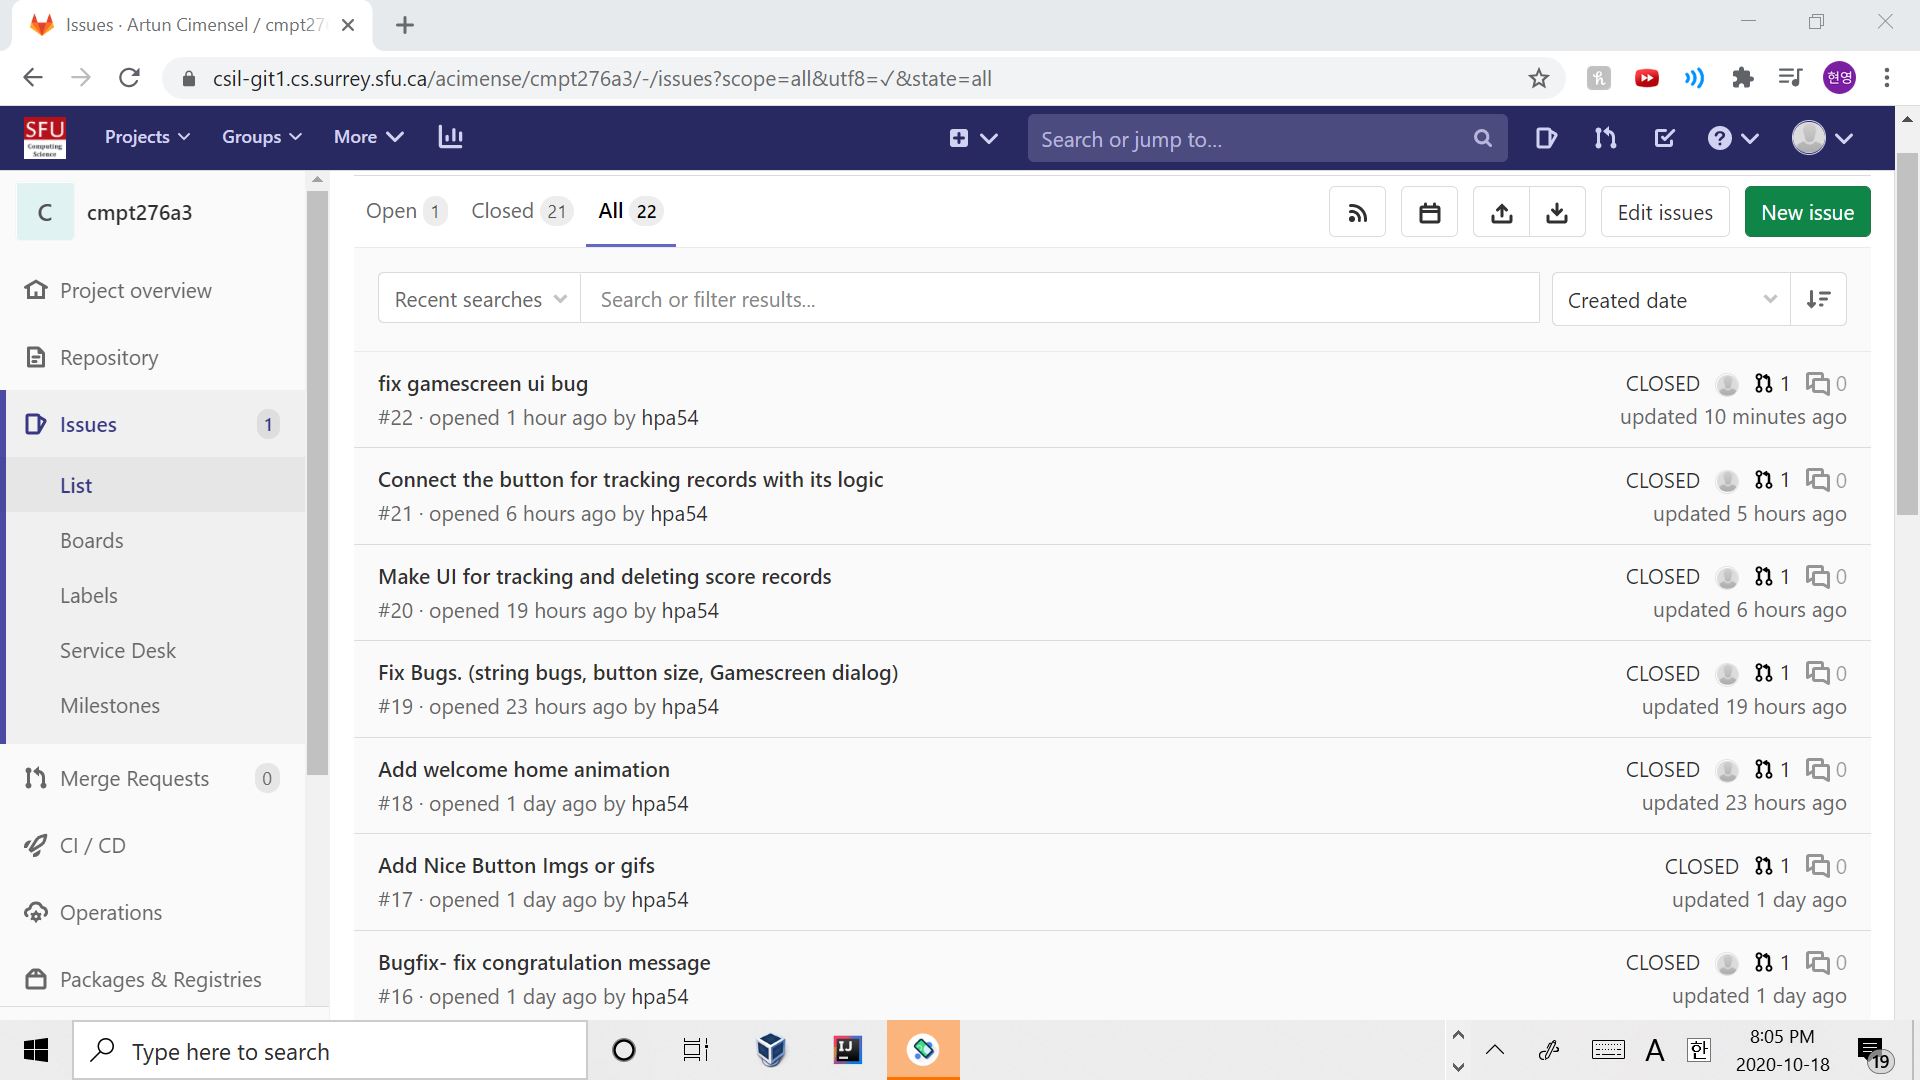 Issues · Artun Cimensel / cmpt27
csil-git1.cs.surrey.sfu.ca/acimense/cmpt276a3/-/issues?scope=all&utf8=✓&state=all
현영
SFU
Computing
Science
Projects
Groups
More
Search or jump to...
C
cmpt276a3
Project overview
Repository
Issues 1
List
Boards
Labels
Service Desk
Milestones
Merge Requests 0
CI / CD
Operations
Packages & Registries
Open 1 Closed 21 All 22
Edit issues
New issue
Recent searches
Search or filter results...
Created date
fix gamescreen ui bug
CLOSED 1 0
#22 · opened 1 hour ago by hpa54
updated 10 minutes ago
Connect the button for tracking records with its logic
CLOSED 1 0
#21 · opened 6 hours ago by hpa54
updated 5 hours ago
Make UI for tracking and deleting score records
CLOSED 1 0
#20 · opened 19 hours ago by hpa54
updated 6 hours ago
Fix Bugs. (string bugs, button size, Gamescreen dialog)
CLOSED 1 0
#19 · opened 23 hours ago by hpa54
updated 19 hours ago
Add welcome home animation
CLOSED 1 0
#18 · opened 1 day ago by hpa54
updated 23 hours ago
Add Nice Button Imgs or gifs
CLOSED 1 0
#17 · opened 1 day ago by hpa54
updated 1 day ago
Bugfix- fix congratulation message
CLOSED 1 0
#16 · opened 1 day ago by hpa54
updated 1 day ago
Type here to search
IJ
A
한
8:05 PM
2020-10-18
19